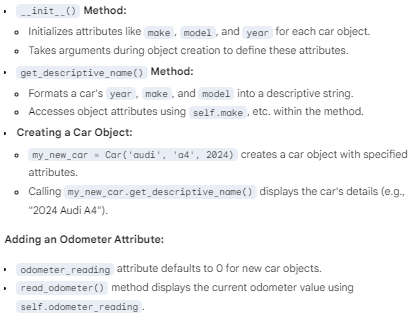 __init__() Method:
Initializes attributes like make, model, and year for each car object.
Takes arguments during object creation to define these attributes.
get_descriptive_name() Method:
Formats a car's year, make, and model into a descriptive string.
Accesses object attributes using self.make, etc. within the method.
Creating a Car Object:
my_new_car = Car('audi', 'a4', 2024) creates a car object with specified
attributes.
Calling my_new_car.get_descriptive_name() displays the car's details (e.g.,
"2024 Audi A4").
Adding an Odometer Attribute:
odometer_reading attribute defaults to 0 for new car objects.
read_odometer() method displays the current odometer value using
self.odometer_reading.